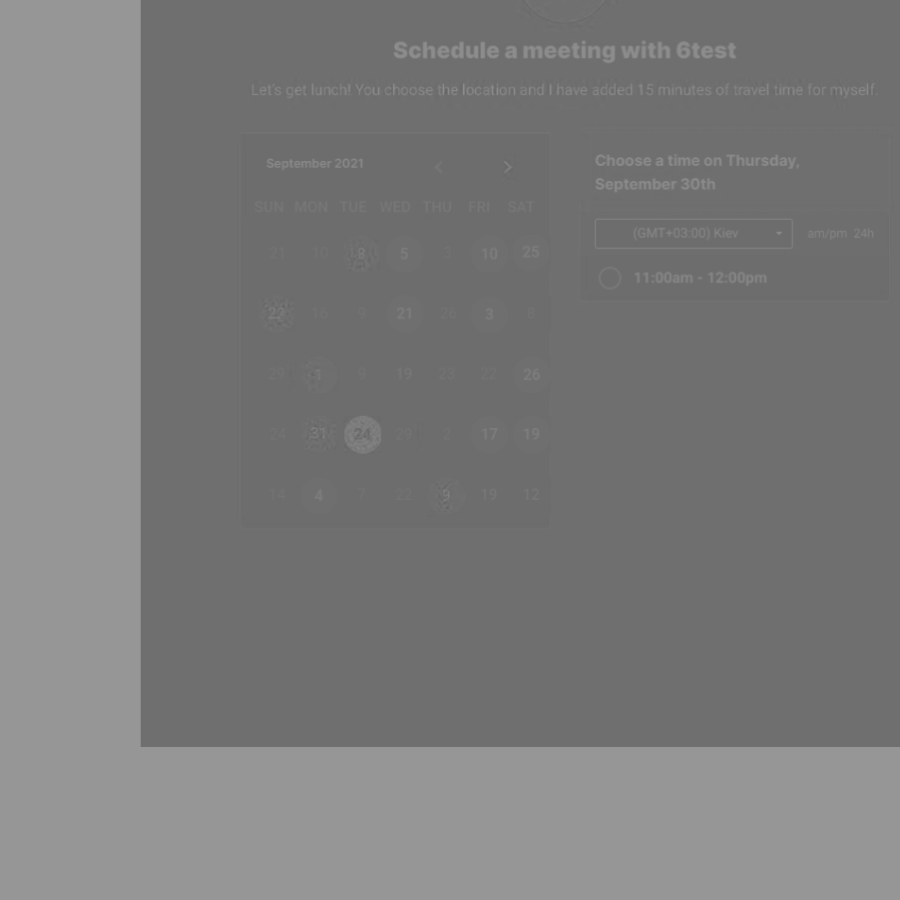 Schedule a meeting with 6test
Let's get lunch! You choose the location and I have added 15 minutes of travel time for myself.
September 2021
SUN MON TUE WED THU FRI SAT
21 10 18 5 3 10 25
22 16 9 21 26 3 8
29 9 19 23 22 26
24 31 24 29 2 17 19
14 4 7 22 9 19 12
Choose a time on Thursday,
September 30th
(GMT+03:00) Kiev am/pm 24h
11:00am - 12:00pm